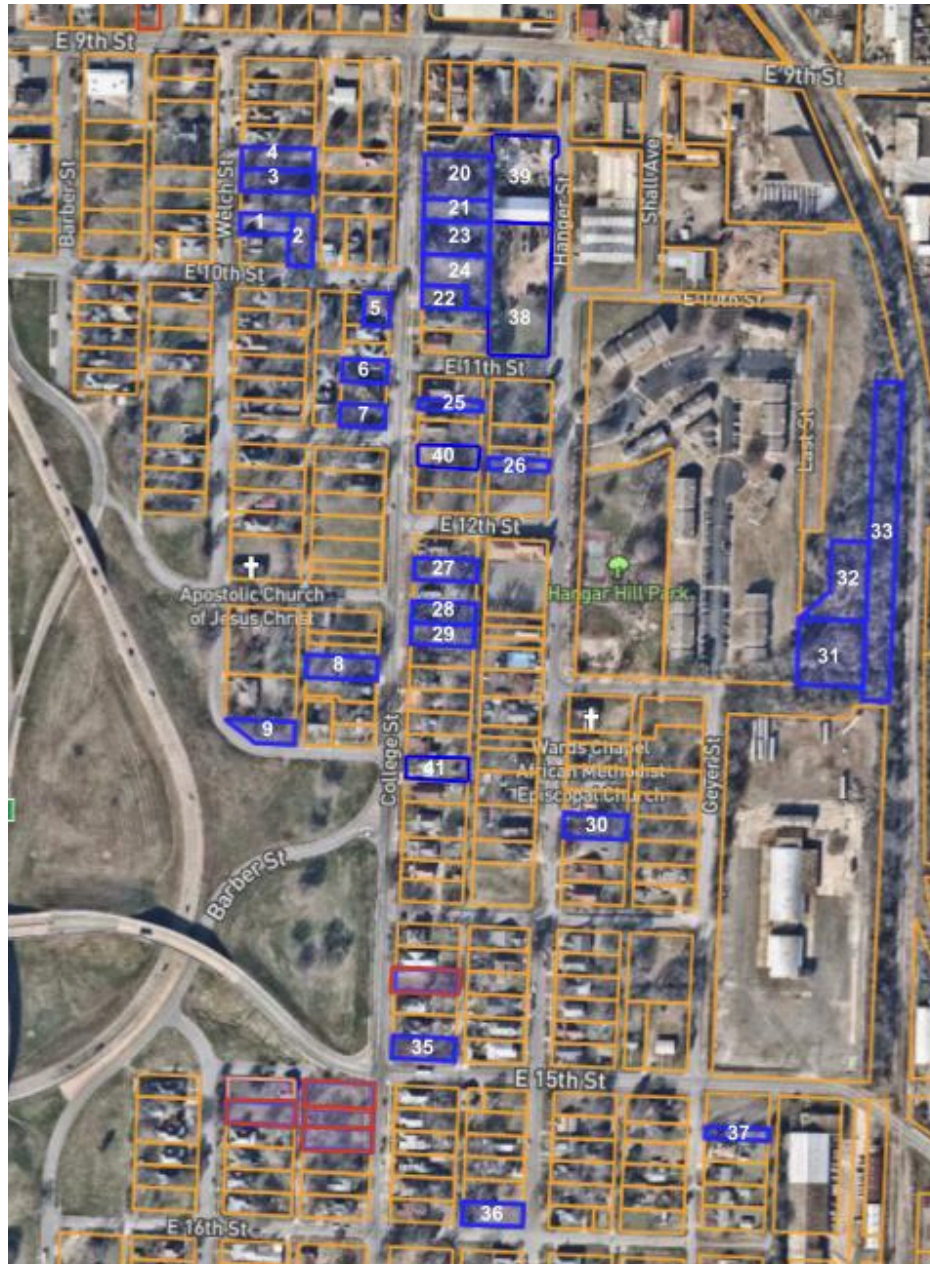 E 9th St
E 9th St
Barber St
Welch St
4
3
1
2
E 10th St
20
39
21
23
24
22
38
Hanger St
Shall Ave
E 10th St
5
6
7
E 11th St
25
40
26
E 12th St
East St
33
32
31
27
28
29
Apostolic Church
of Jesus Christ
Hangar Hill Park
8
9
College St
41
Wards Chapel
African Methodist
Episcopal Church
Geyer St
30
Barber St
35
E 15th St
37
36
E 16th St